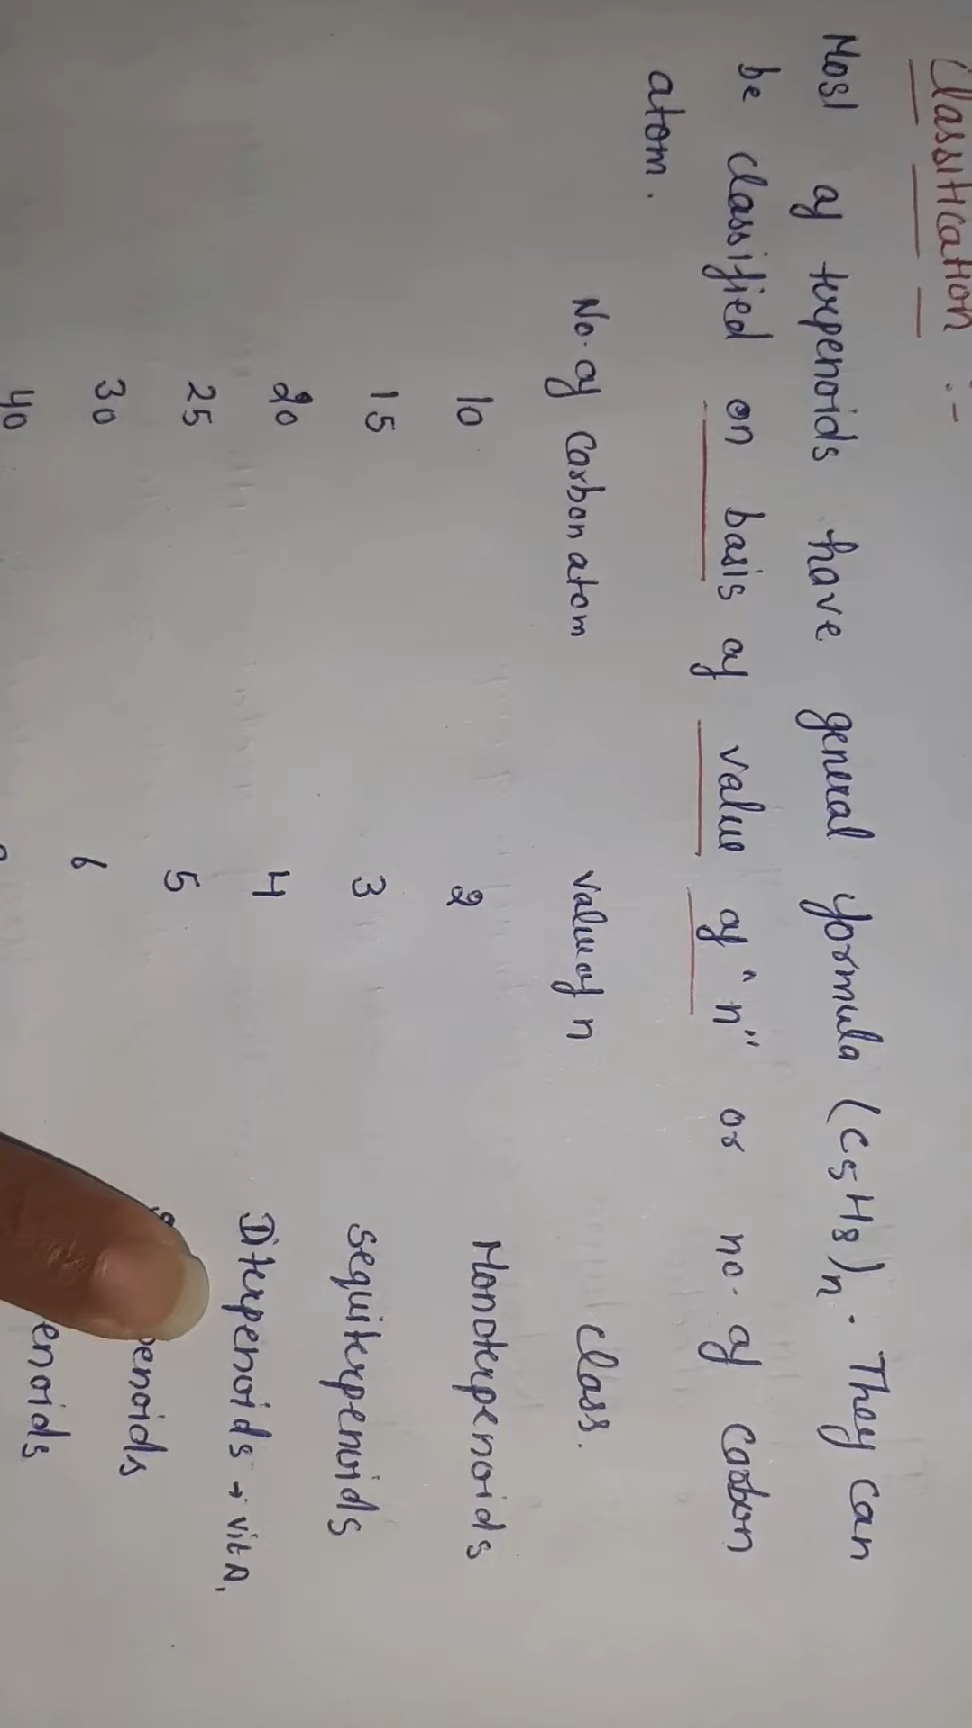 Classification :-
Most of terpenoids have general formula (C5H8)n. They can
be classified on basis of value of "n" or no. of carbon
atom.
No. of Carbon atom value of n class.
10 2 Monoterpenoids
15 3 Sequiterpenoids
20 4 Diterpenoids → vit A,
25 5 penoids
30 6 enoids
40